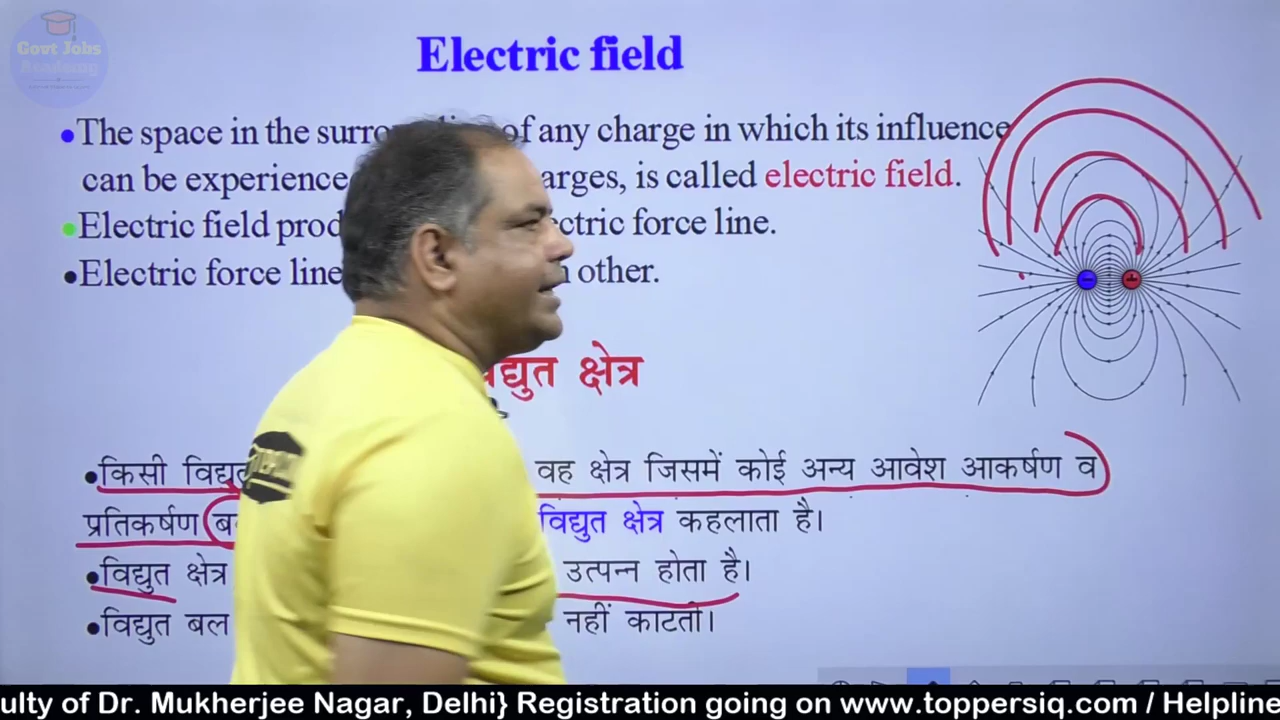 Govt Jobs
Academy
Electric field
The space in the surro of any charge in which its influence
can be experience arges, is called electric field.
Electric field prod ctric force line.
Electric force line other.
विद्युत क्षेत्र
किसी विद्युत वह क्षेत्र जिसमें कोई अन्य आवेश आकर्षण व
प्रतिकर्षण ब विद्युत क्षेत्र कहलाता है।
विद्युत क्षेत्र उत्पन्न होता है।
विद्युत बल नहीं काटती।
ulty of Dr. Mukherjee Nagar, Delhi} Registration going on www.toppersiq.com / Helpline